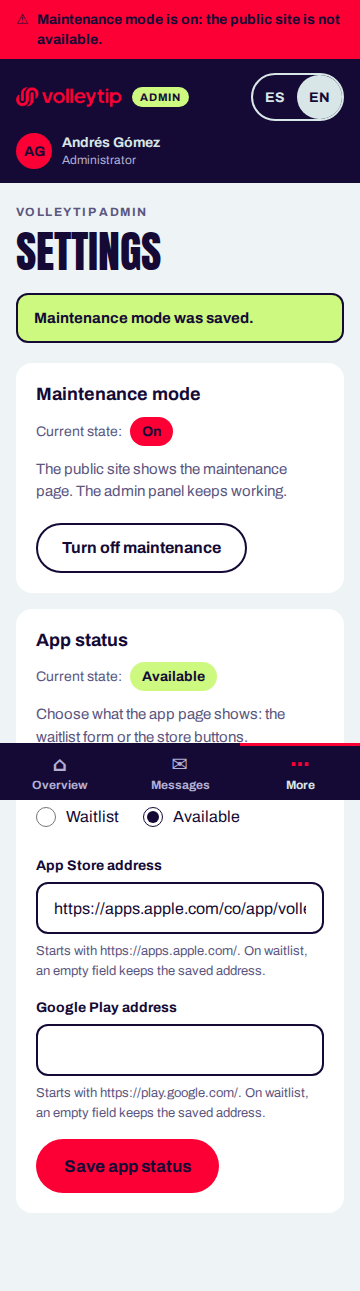 ⚠ Maintenance mode is on: the public site is not
available.
volleytip ADMIN ES EN
AG Andrés Gómez
Administrator
VOLLEYTIP ADMIN
SETTINGS
Maintenance mode was saved.
Maintenance mode
Current state: On
The public site shows the maintenance
page. The admin panel keeps working.
Turn off maintenance
App status
Current state: Available
Choose what the app page shows: the
waitlist form or the store buttons.
Overview Messages More
Waitlist Available
App Store address
https://apps.apple.com/co/app/volle
Starts with https://apps.apple.com/. On waitlist,
an empty field keeps the saved address.
Google Play address
Starts with https://play.google.com/. On waitlist,
an empty field keeps the saved address.
Save app status